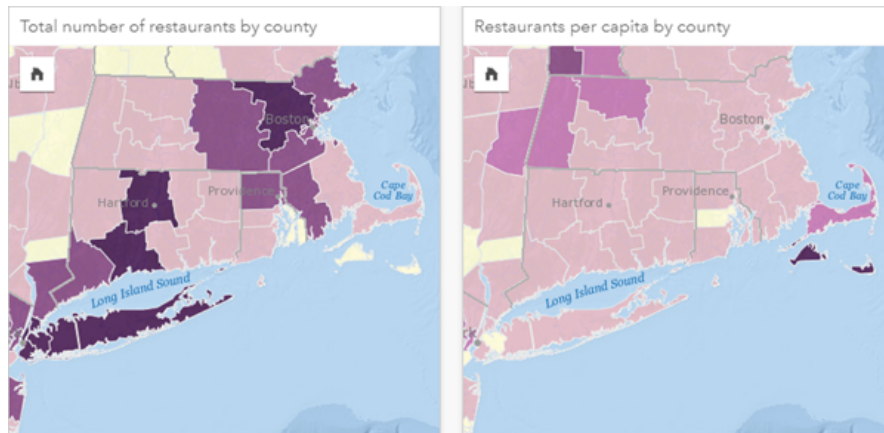 Total number of restaurants by county
Boston
Providence
Hartford
Cape
Cod Bay
Long Island Sound
Restaurants per capita by county
Boston
Providence
Hartford
Cape
Cod Bay
Long Island Sound